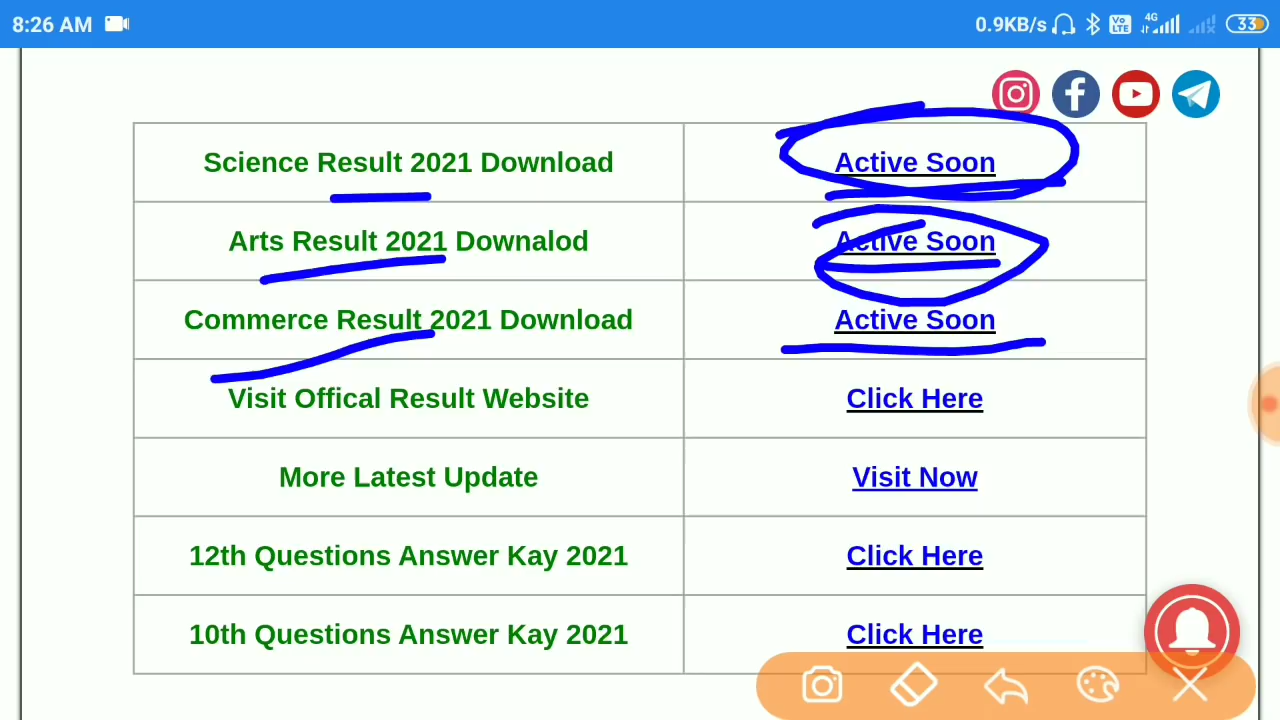 8:26 AM 0.9KB/s Vo LTE 4G 33
Science Result 2021 Download Active Soon
Arts Result 2021 Downalod Active Soon
Commerce Result 2021 Download Active Soon
Visit Offical Result Website Click Here
More Latest Update Visit Now
12th Questions Answer Kay 2021 Click Here
10th Questions Answer Kay 2021 Click Here